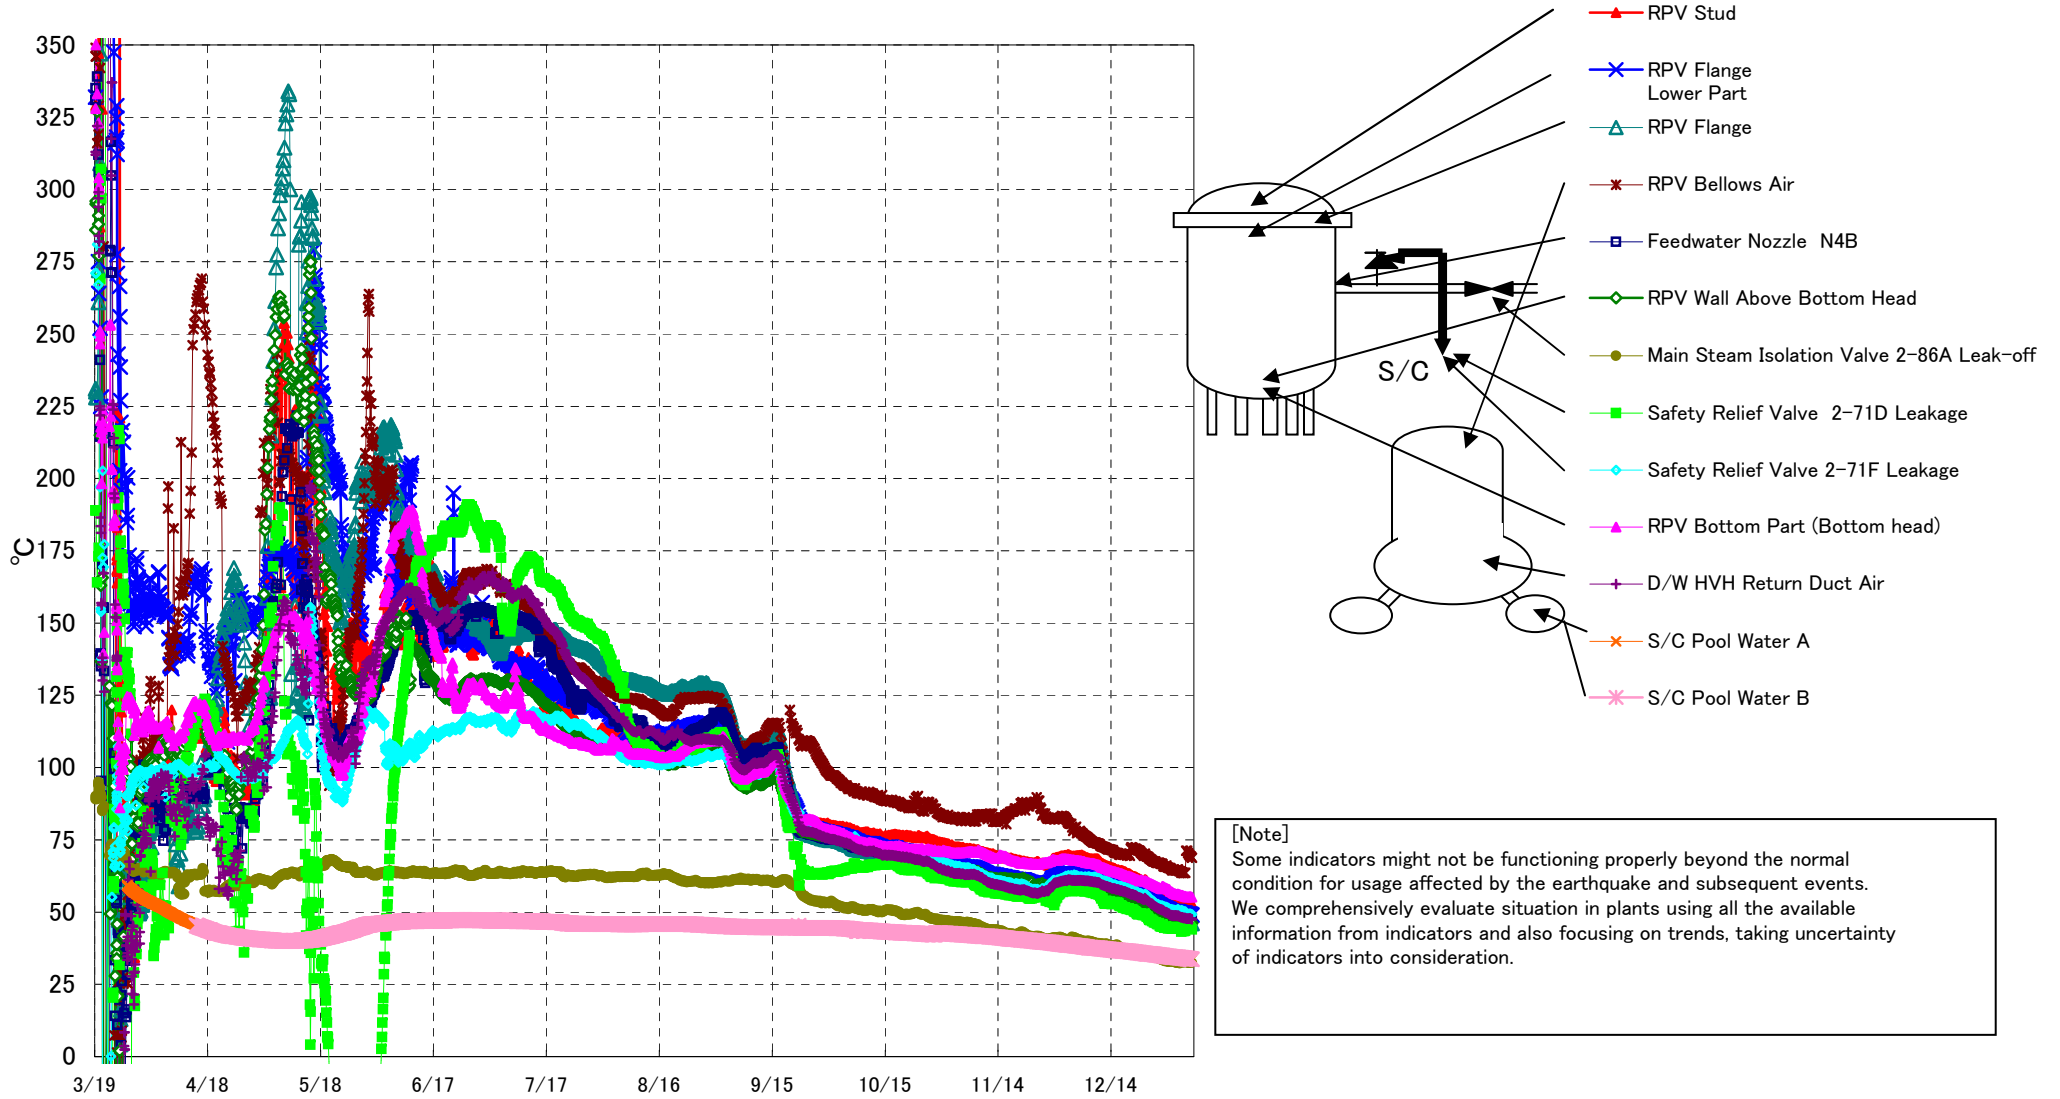 350
325
300
275
250
225
200
175
150
125
100
75
50
25
0
℃
3/19
4/18
5/18
6/17
7/17
8/16
9/15
10/15
11/14
12/14
RPV Stud
RPV Flange
Lower Part
RPV Flange
RPV Bellows Air
Feedwater Nozzle N4B
RPV Wall Above Bottom Head
Main Steam Isolation Valve 2-86A Leak-off
Safety Relief Valve 2-71D Leakage
Safety Relief Valve 2-71F Leakage
RPV Bottom Part (Bottom head)
D/W HVH Return Duct Air
S/C Pool Water A
S/C Pool Water B
S/C
[Note]
Some indicators might not be functioning properly beyond the normal
condition for usage affected by the earthquake and subsequent events.
We comprehensively evaluate situation in plants using all the available
information from indicators and also focusing on trends, taking uncertainty
of indicators into consideration.